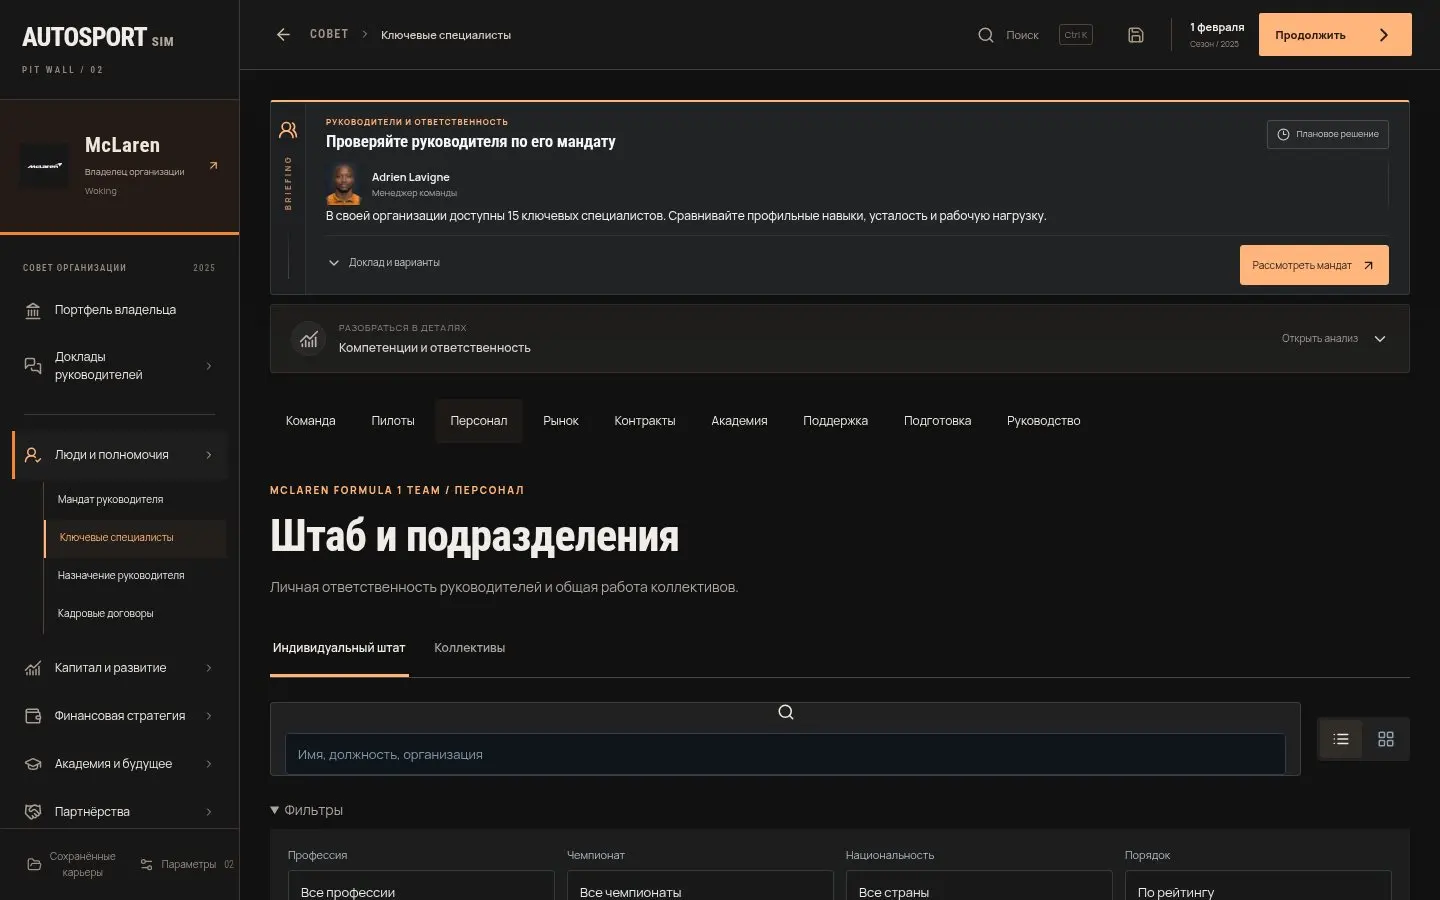 AUTOSPORT SIM
PIT WALL / 02
McLaren
McLaren
Владелец организации
Woking
СОВЕТ ОРГАНИЗАЦИИ 2025
Портфель владельца
Доклады
руководителей
Люди и полномочия
Мандат руководителя
Ключевые специалисты
Назначение руководителя
Кадровые договоры
Капитал и развитие
Финансовая стратегия
Академия и будущее
Партнёрства
Сохранённые
карьеры
Параметры 02
СОВЕТ
Ключевые специалисты
Поиск
Ctrl K
1 февраля
Сезон / 2025
Продолжить
BRIEFING
РУКОВОДИТЕЛИ И ОТВЕТСТВЕННОСТЬ
Проверяйте руководителя по его мандату
Плановое решение
Adrien Lavigne
Менеджер команды
В своей организации доступны 15 ключевых специалистов. Сравнивайте профильные навыки, усталость и рабочую нагрузку.
Доклад и варианты
Рассмотреть мандат
РАЗОБРАТЬСЯ В ДЕТАЛЯХ
Компетенции и ответственность
Открыть анализ
Команда Пилоты Персонал Рынок Контракты Академия Поддержка Подготовка Руководство
MCLAREN FORMULA 1 TEAM / ПЕРСОНАЛ
Штаб и подразделения
Личная ответственность руководителей и общая работа коллективов.
Индивидуальный штат Коллективы
Имя, должность, организация
Фильтры
Профессия Чемпионат Национальность Порядок
Все профессии Все чемпионаты Все страны По рейтингу